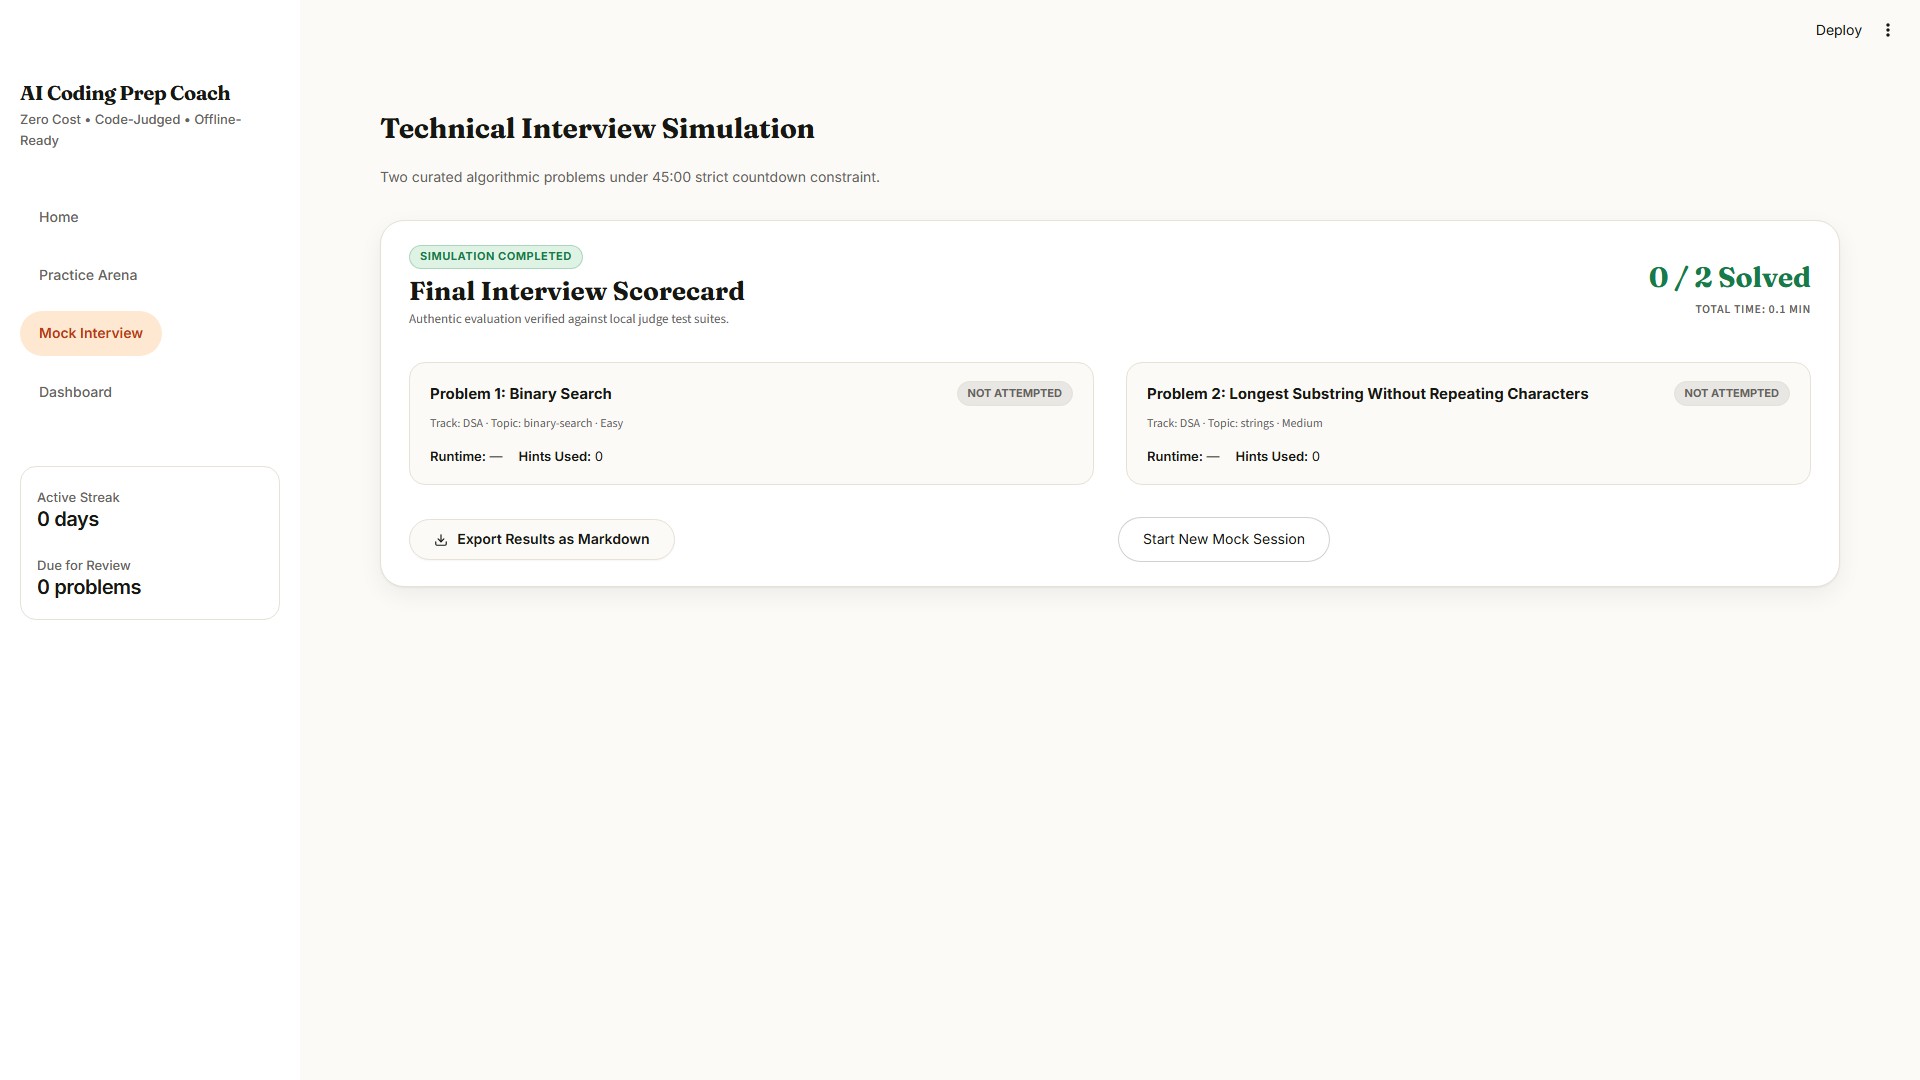 Deploy
AI Coding Prep Coach
Zero Cost • Code-Judged • Offline-
Ready
Home
Practice Arena
Mock Interview
Dashboard
Active Streak
0 days
Due for Review
0 problems
Technical Interview Simulation
Two curated algorithmic problems under 45:00 strict countdown constraint.
SIMULATION COMPLETED
Final Interview Scorecard
Authentic evaluation verified against local judge test suites.
0 / 2 Solved
TOTAL TIME: 0.1 MIN
Problem 1: Binary Search
NOT ATTEMPTED
Track: DSA · Topic: binary-search · Easy
Runtime: — Hints Used: 0
Problem 2: Longest Substring Without Repeating Characters
NOT ATTEMPTED
Track: DSA · Topic: strings · Medium
Runtime: — Hints Used: 0
Export Results as Markdown
Start New Mock Session